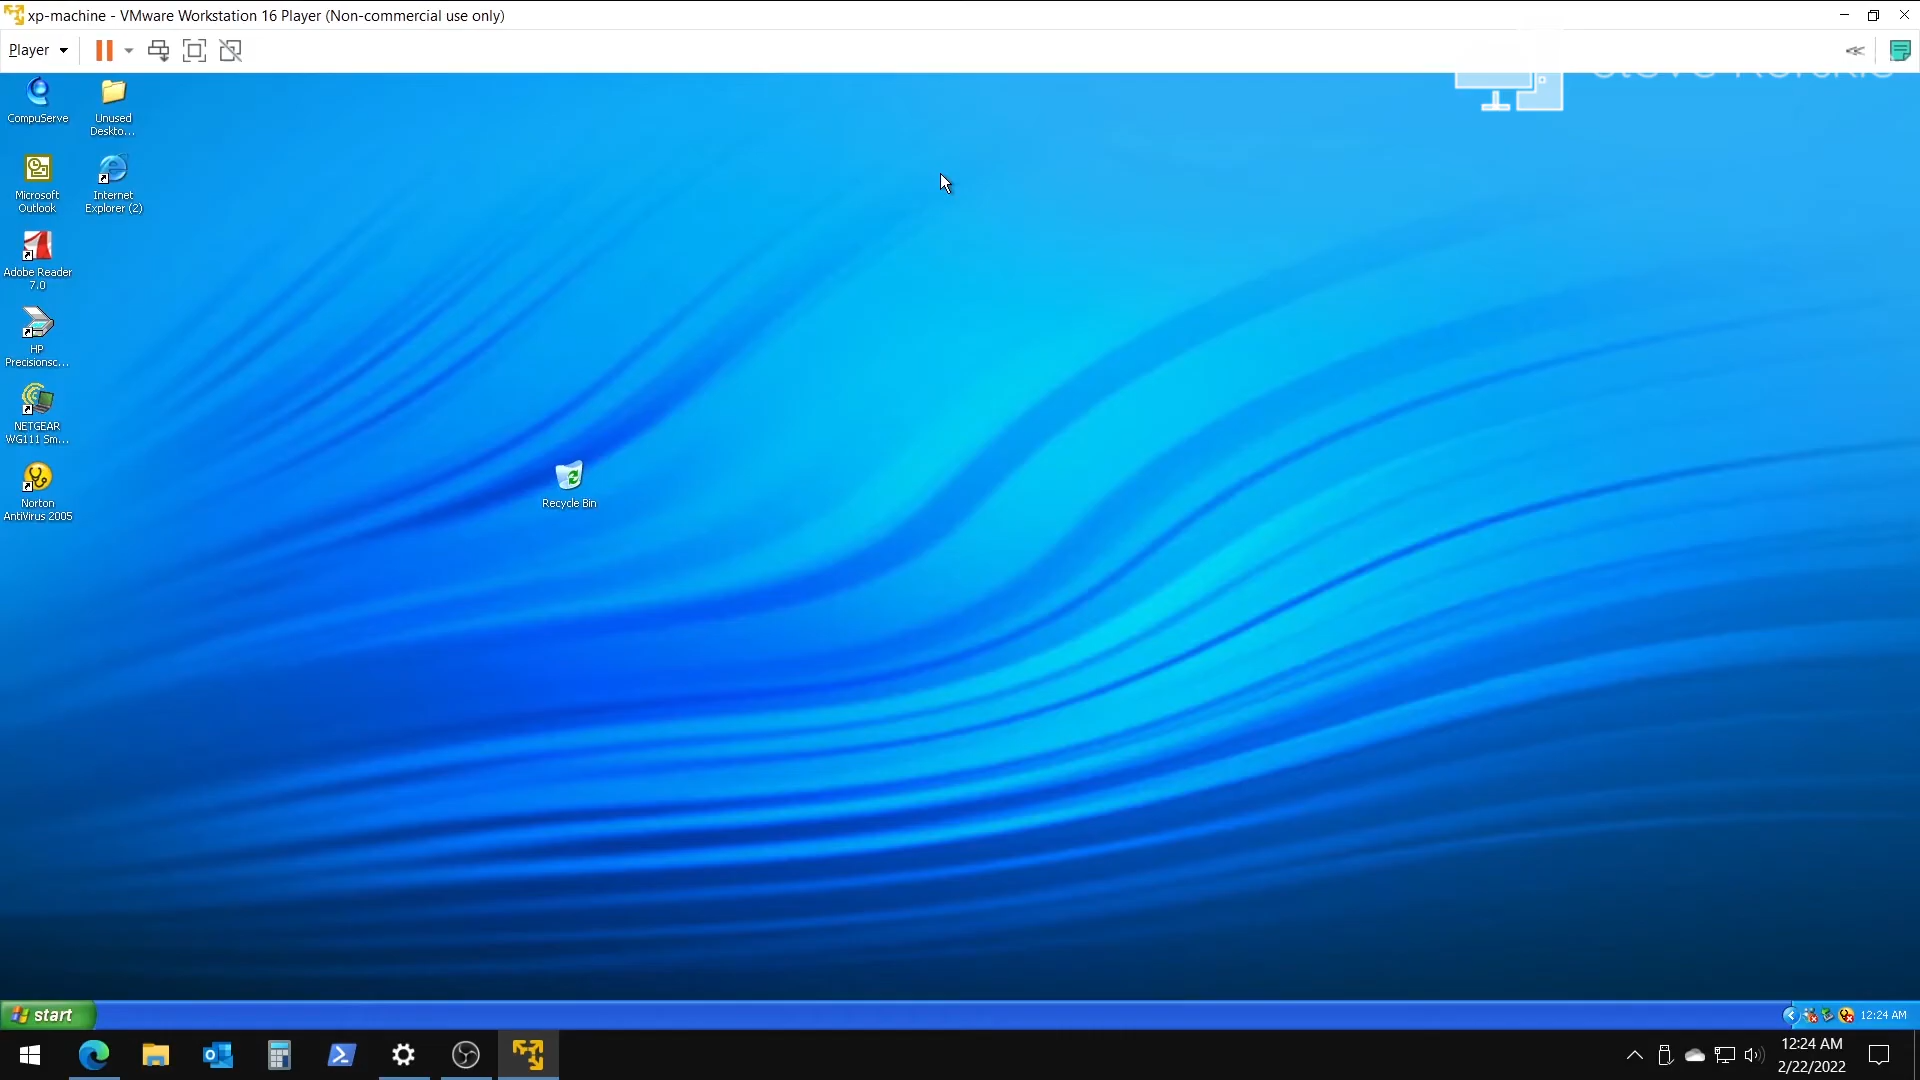 xp-machine - VMware Workstation 16 Player (Non-commercial use only)
Player
CompuServe
Unused
Deskto...
Microsoft
Outlook
Internet
Explorer (2)
Adobe Reader
7.0
HP
Precisionsc...
NETGEAR
WG111 Sm...
Norton
AntiVirus 2005
Recycle Bin
start
12:24 AM
12:24 AM
2/22/2022